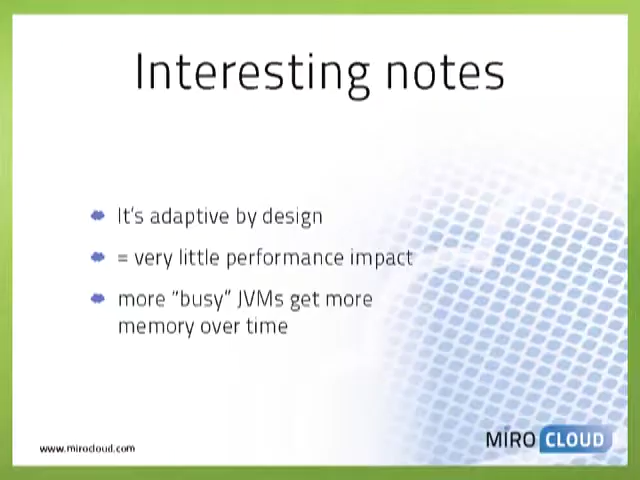 Interesting notes
It's adaptive by design
= very little performance impact
more "busy" JVMs get more
memory over time
www.mirocloud.com
MIRO CLOUD